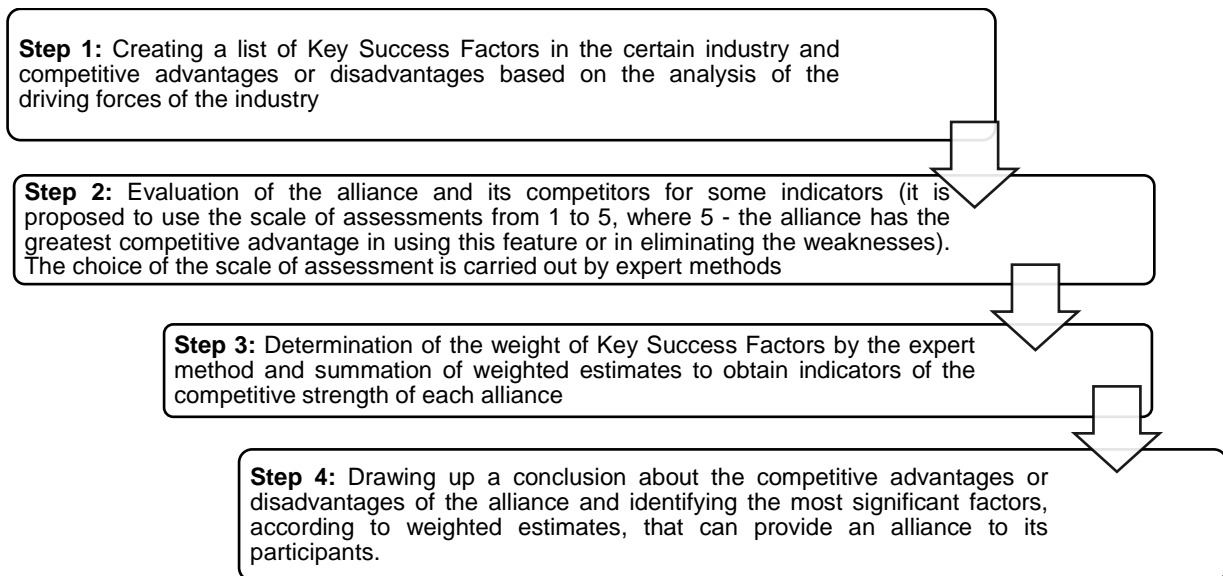 Step 1: Creating a list of Key Success Factors in the certain industry and
competitive advantages or disadvantages based on the analysis of the
driving forces of the industry
Step 2: Evaluation of the alliance and its competitors for some indicators (it is
proposed to use the scale of assessments from 1 to 5, where 5 - the alliance has the
greatest competitive advantage in using this feature or in eliminating the weaknesses).
The choice of the scale of assessment is carried out by expert methods
Step 3: Determination of the weight of Key Success Factors by the expert
method and summation of weighted estimates to obtain indicators of the
competitive strength of each alliance
Step 4: Drawing up a conclusion about the competitive advantages or
disadvantages of the alliance and identifying the most significant factors,
according to weighted estimates, that can provide an alliance to its
participants.